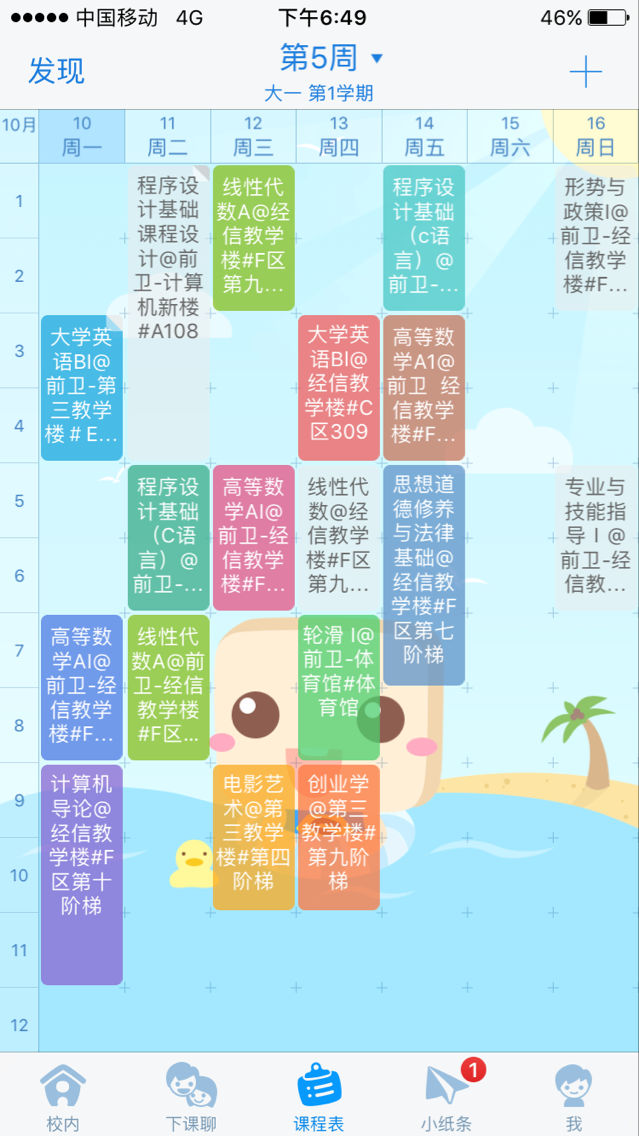 中国移动 4G 下午6:49 46%
发现
第5周
大一 第1学期
10月
10 11 12 13 14 15 16
周一 周二 周三 周四 周五 周六 周日
1
2
3
4
5
6
7
8
9
10
11
12
大学英
语BI@
前卫-第
三教学
楼＃E...
高等数
学AI@
前卫-经
信教学
楼#F...
计算机
导论@
经信教
学楼#F
区第十
阶梯
程序设
计基础
课程设
计@前
卫-计算
机新楼
#A108
程序设
计基础
（C语
言）@
前卫-...
线性代
数A@前
卫-经信
教学楼
#F区...
线性代
数A@经
信教学
楼#F区
第九...
高等数
学AI@
前卫-经
信教学
楼#F...
电影艺
术@第
三教学
楼#第四
阶梯
大学英
语BI@
经信教
学楼#C
区309
线性代
数@经
信教学
楼#F区
第九...
轮滑 I@
前卫-体
育馆#体
育馆
创业学
@第三
教学楼#
第九阶
梯
程序设
计基础
（c语
言）@
前卫-...
高等数
学A1@
前卫 经
信教学
楼#F...
思想道
德修养
与法律
基础@
经信教
学楼#F
区第七
阶梯
形势与
政策I@
前卫-经
信教学
楼#F...
专业与
技能指
导Ⅰ@
前卫-经
信教...
校内
下课聊
课程表
1
小纸条
我